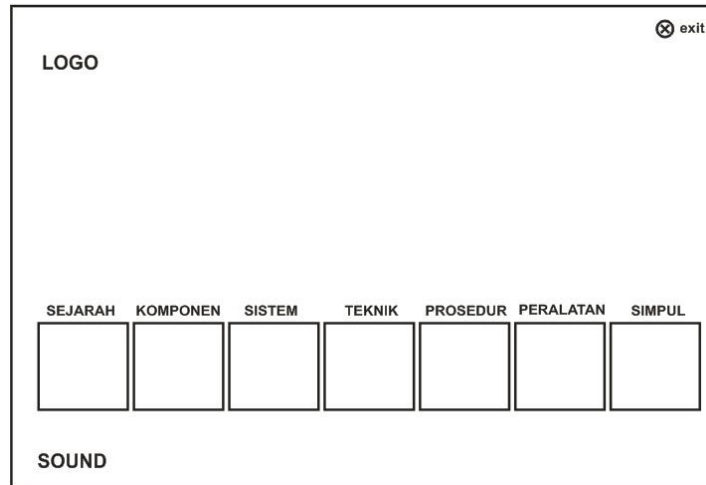 exit
LOGO
SEJARAH KOMPONEN SISTEM TEKNIK PROSEDUR PERALATAN SIMPUL
SOUND